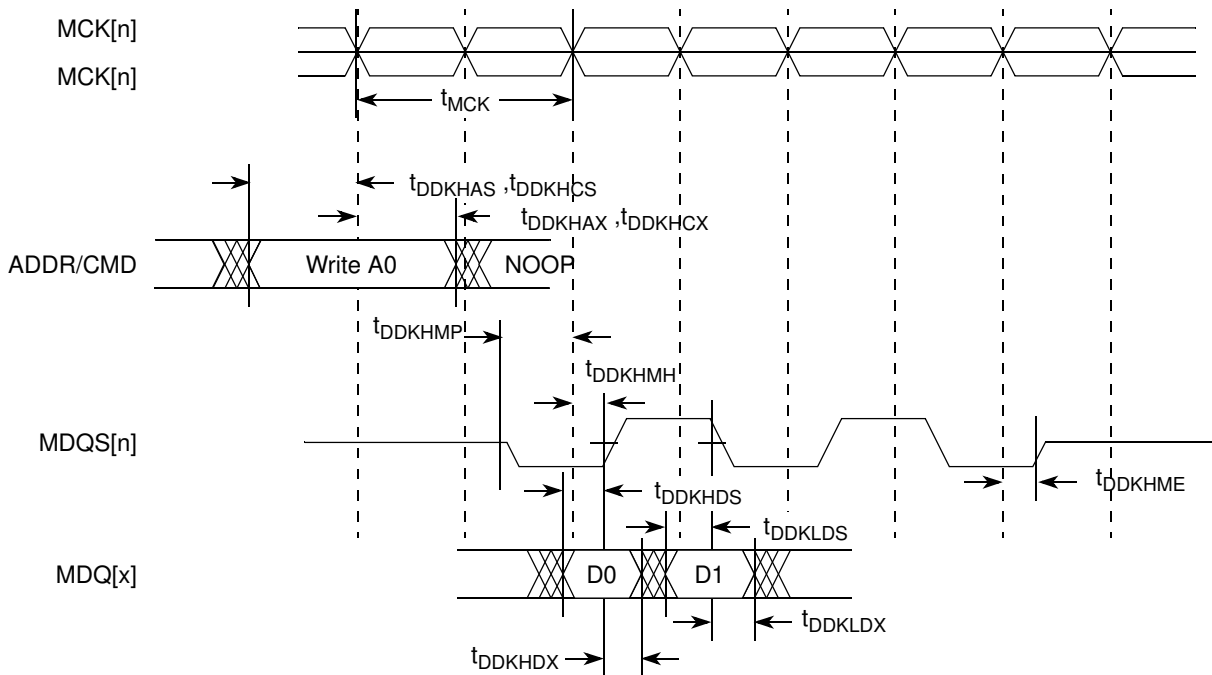 MCK[n]
MCK[n]
tMCK
tDDKHAS ,tDDKHCS
tDDKHAX ,tDDKHCX
ADDR/CMD
Write A0
NOOP
tDDKHMP
tDDKHMH
MDQS[n]
tDDKHME
tDDKHDS
tDDKLDS
MDQ[x]
D0
D1
tDDKLDX
tDDKHDX